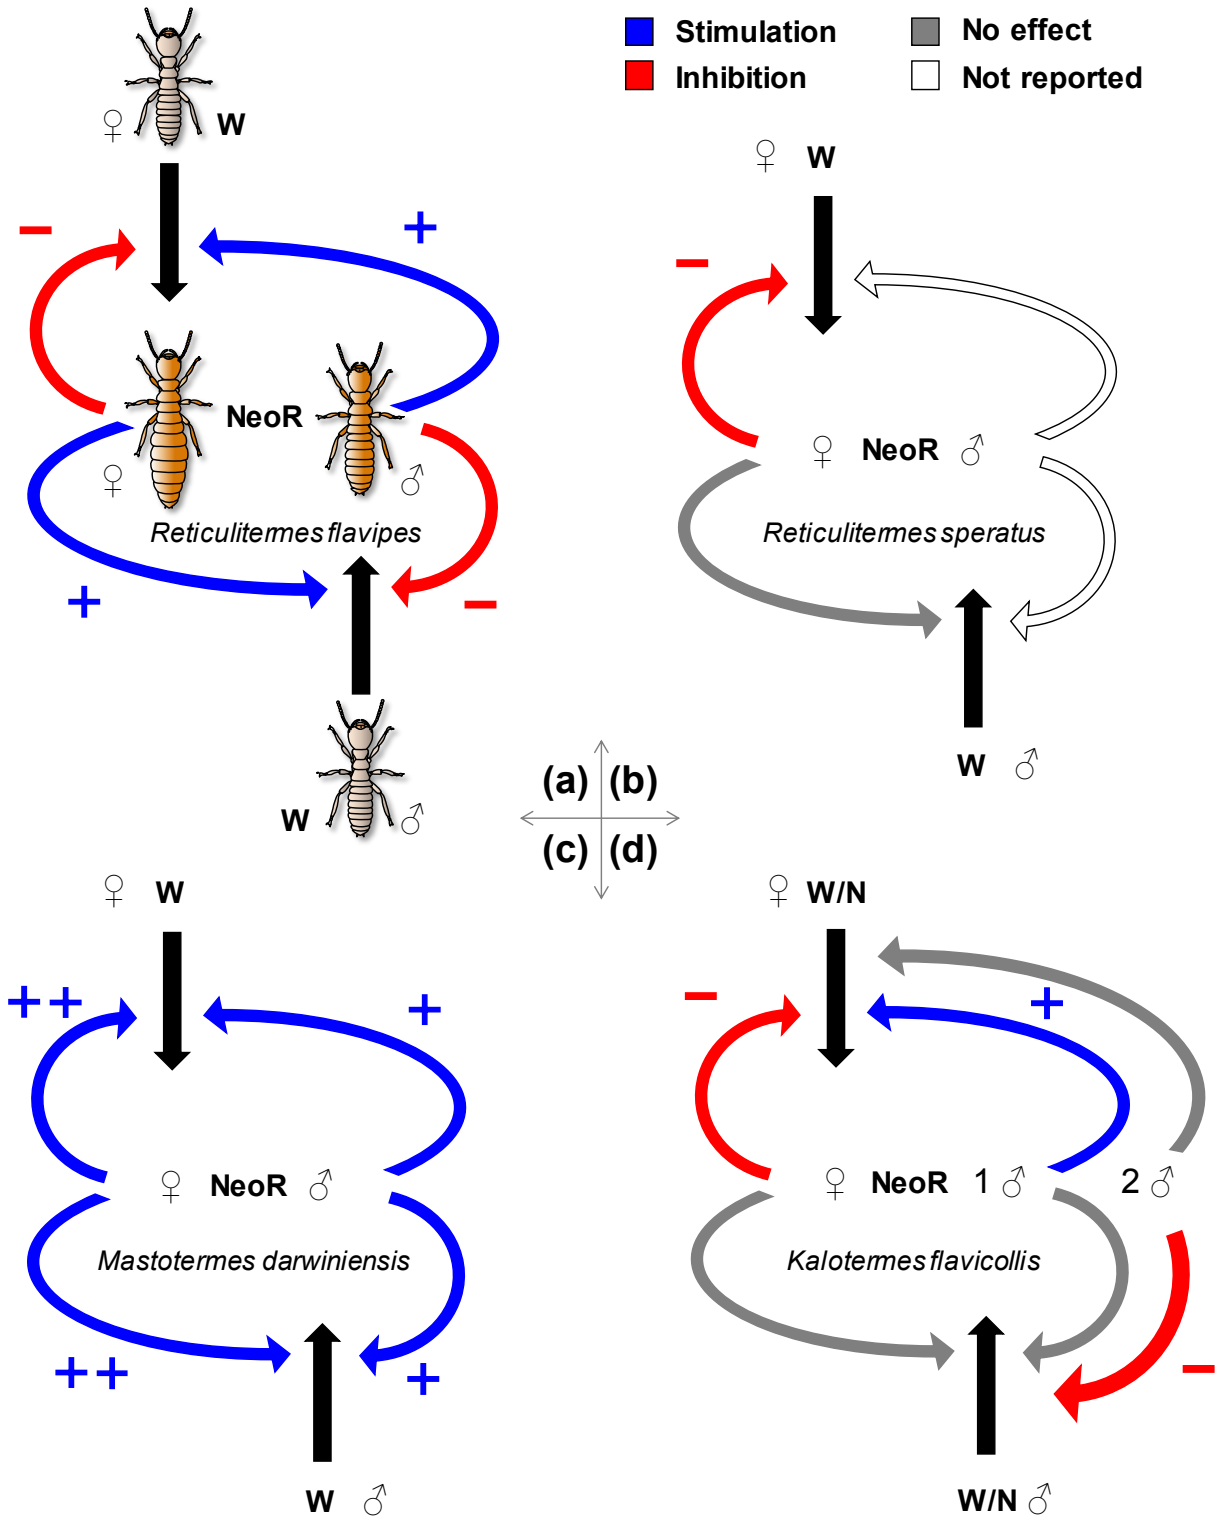 Stimulation
No effect
Inhibition
Not reported
♀ W
−
+
NeoR
♀ ♂
Reticulitermes flavipes
+
−
W ♂
♀ W
−
♀ NeoR ♂
Reticulitermes speratus
W ♂
(a) (b)
(c) (d)
♀ W
++
+
♀ NeoR ♂
Mastotermes darwiniensis
++
+
W ♂
♀ W/N
−
+
♀ NeoR 1 ♂ 2 ♂
Kalotermes flavicollis
−
W/N ♂